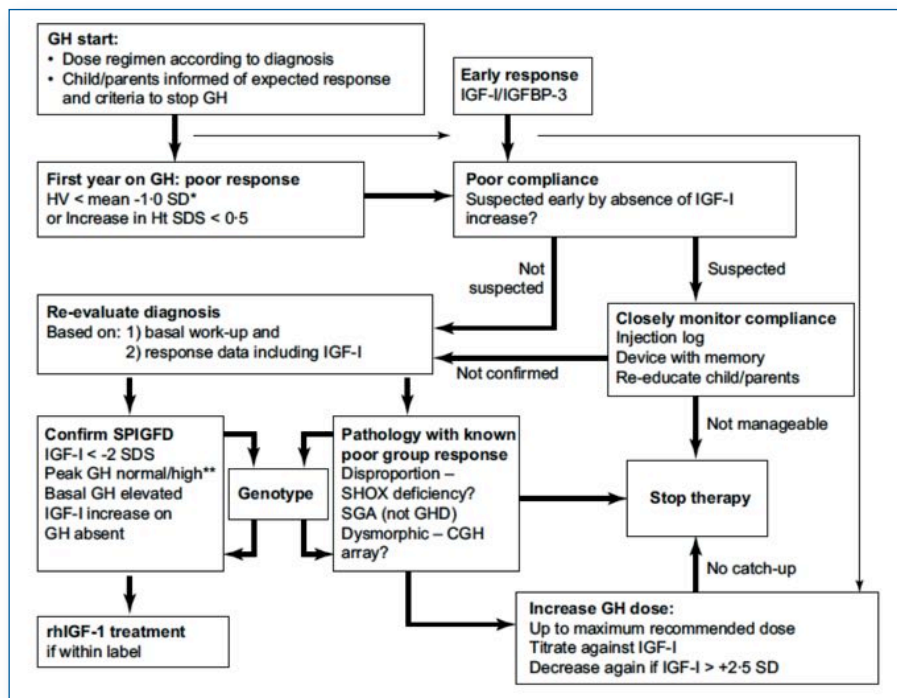 GH start:
• Dose regimen according to diagnosis
• Child/parents informed of expected response
and criteria to stop GH
Early response
IGF-I/IGFBP-3
First year on GH: poor response
HV < mean -1·0 SD*
or Increase in Ht SDS < 0·5
Poor compliance
Suspected early by absence of IGF-I
increase?
Not
suspected
Suspected
Re-evaluate diagnosis
Based on: 1) basal work-up and
2) response data including IGF-I
Closely monitor compliance
Injection log
Device with memory
Re-educate child/parents
Not confirmed
Not manageable
Confirm SPIGFD
IGF-I < -2 SDS
Peak GH normal/high**
Basal GH elevated
IGF-I increase on
GH absent
Genotype
Pathology with known
poor group response
Disproportion –
SHOX deficiency?
SGA (not GHD)
Dysmorphic – CGH
array?
Stop therapy
No catch-up
rhIGF-1 treatment
if within label
Increase GH dose:
Up to maximum recommended dose
Titrate against IGF-I
Decrease again if IGF-I > +2·5 SD